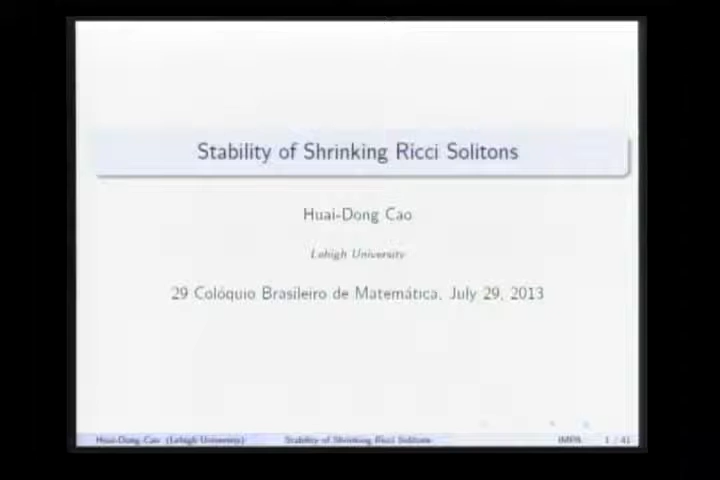 Stability of Shrinking Ricci Solitons
Huai-Dong Cao
Lehigh University
29 Colóquio Brasileiro de Matemática, July 29, 2013
Huai-Dong Cao (Lehigh University) Stability of Shrinking Ricci Solitons IMPA 1 / 41